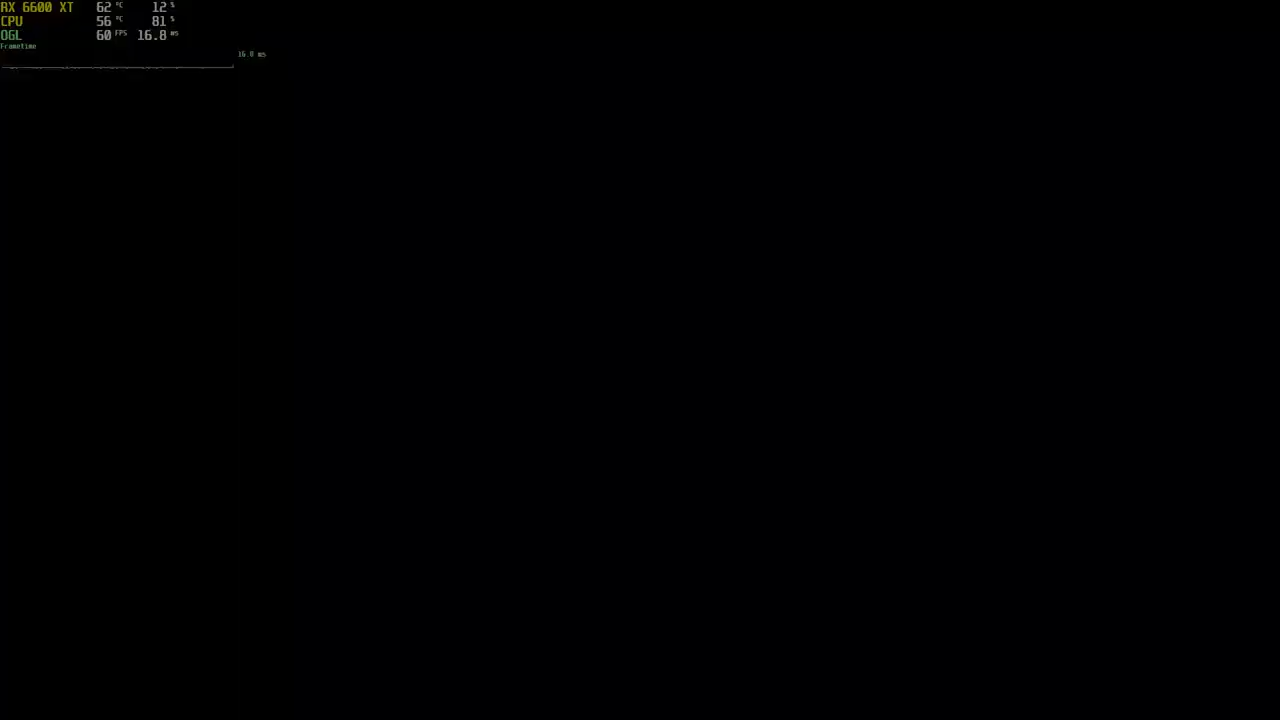 RX 6600 XT 62 °C 12 %
CPU 56 °C 81 %
OGL 60 FPS 16.8 ms
Frametime
16.8 ms